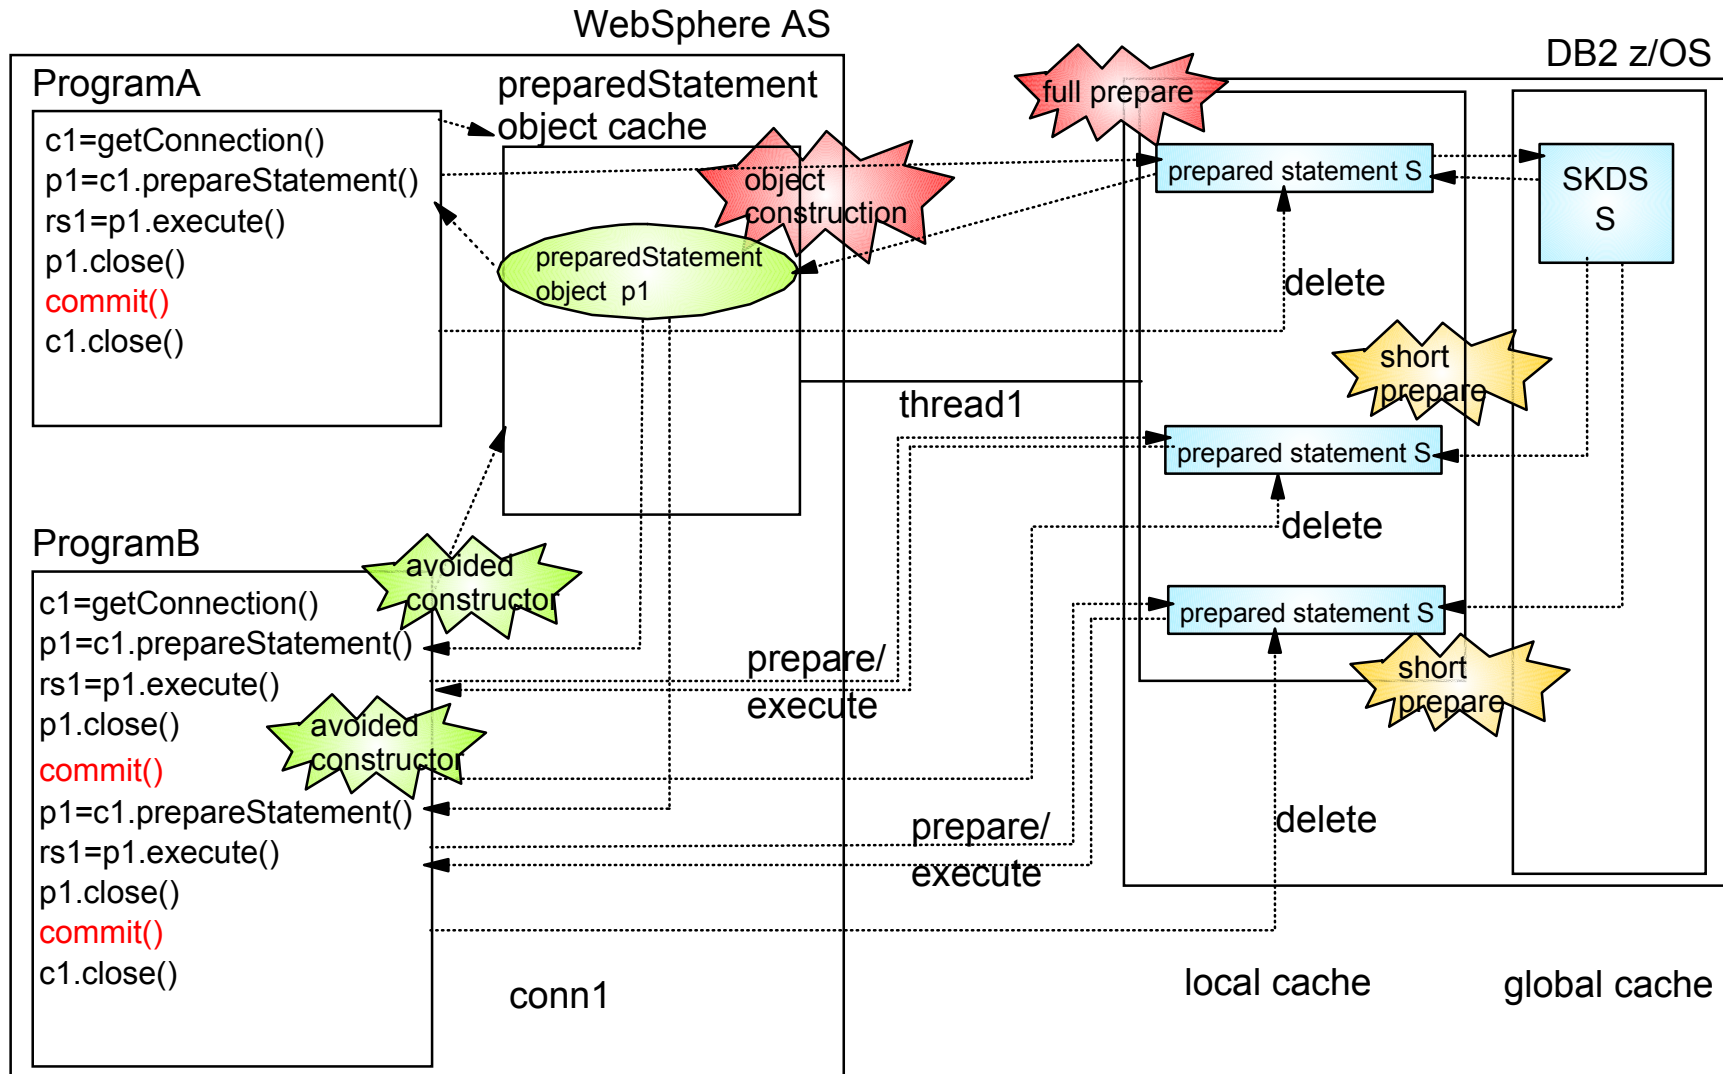 WebSphere AS
DB2 z/OS
ProgramA
preparedStatement
object cache
full prepare
c1=getConnection()
p1=c1.prepareStatement()
rs1=p1.execute()
p1.close()
commit()
c1.close()
object
construction
prepared statement S
SKDS
S
preparedStatement
object p1
delete
short
prepare
thread1
prepared statement S
delete
ProgramB
avoided
constructor
c1=getConnection()
p1=c1.prepareStatement()
rs1=p1.execute()
p1.close()
avoided
constructor
commit()
p1=c1.prepareStatement()
rs1=p1.execute()
p1.close()
commit()
c1.close()
prepared statement S
prepare/
execute
short
prepare
prepare/
execute
delete
conn1
local cache
global cache